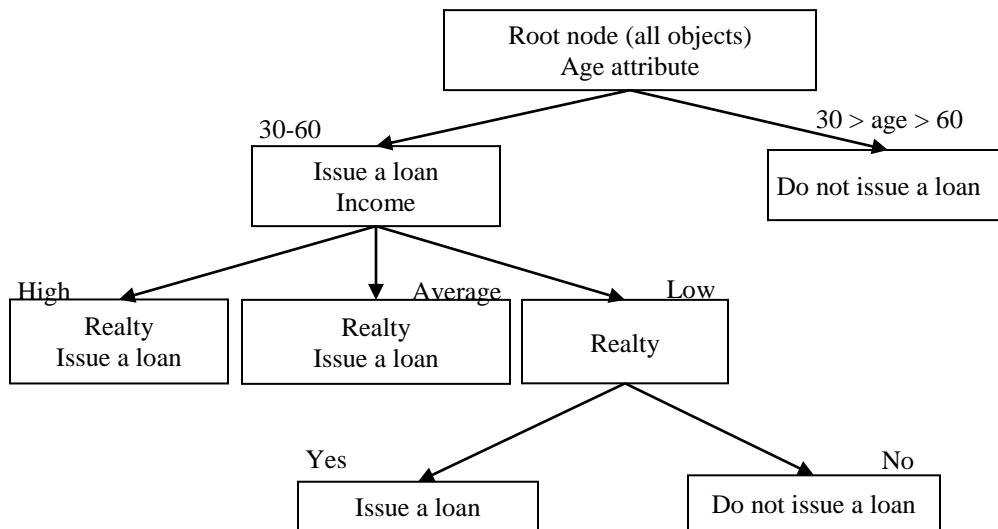 Root node (all objects)
Age attribute
30-60
30 > age > 60
Issue a loan
Income
Do not issue a loan
High
Average
Low
Realty
Issue a loan
Realty
Issue a loan
Realty
Yes
No
Issue a loan
Do not issue a loan